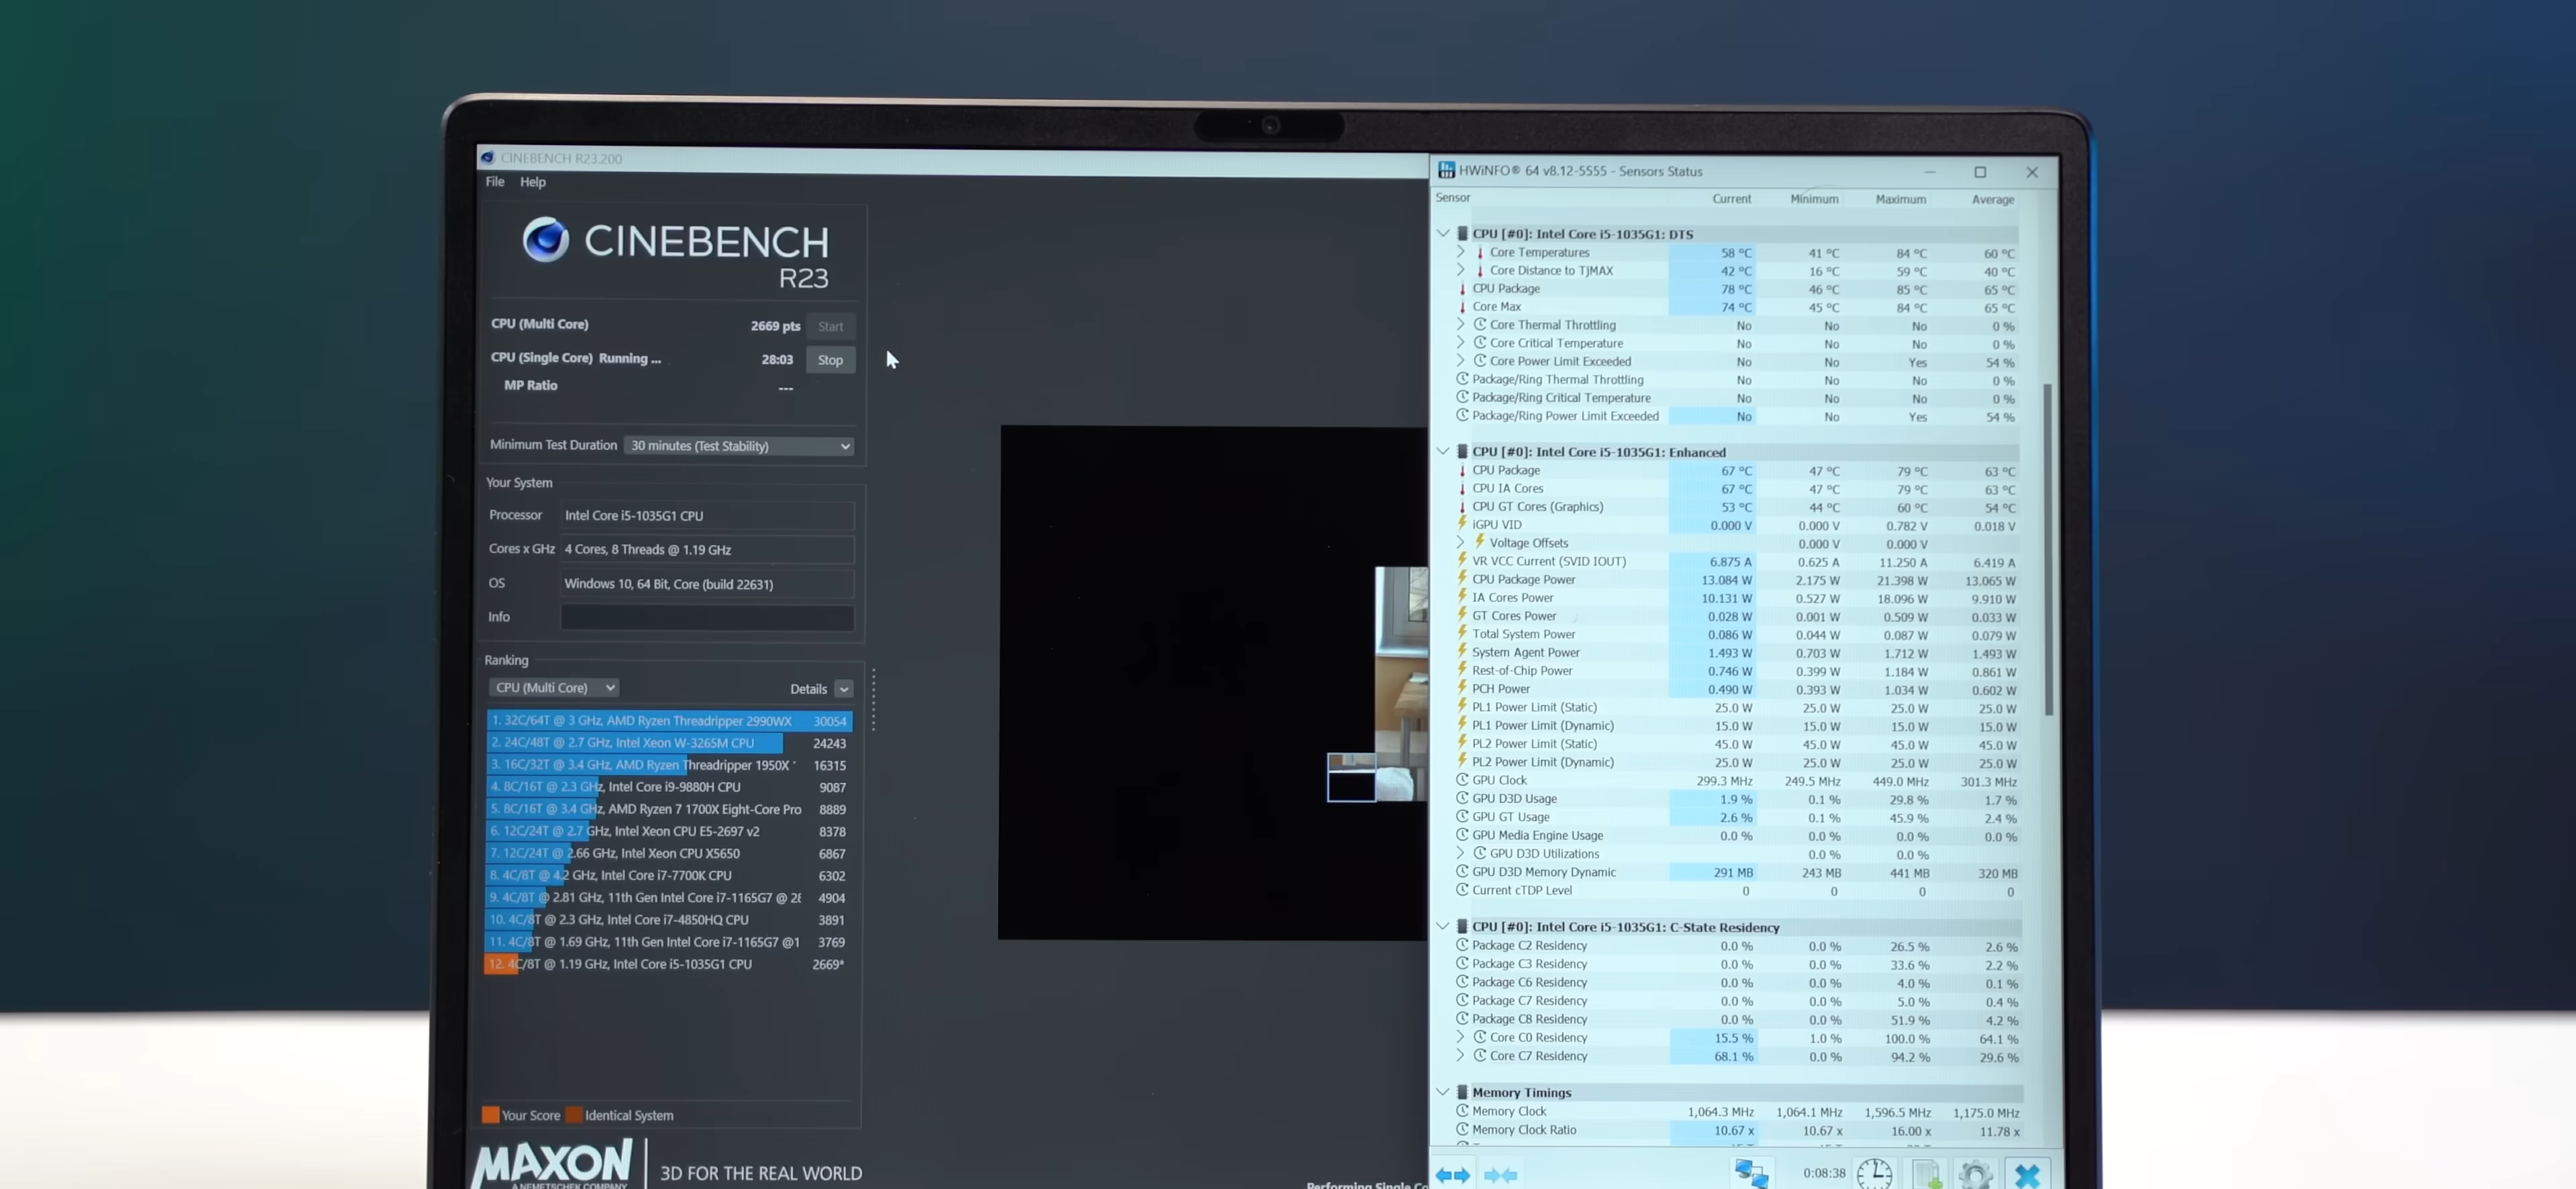 CINEBENCH R23.200
File Help
CINEBENCH
R23
CPU (Multi Core) 2669 pts Start
CPU (Single Core) Running ... 28:03 Stop
MP Ratio ---
Minimum Test Duration 30 minutes (Test Stability)
Your System
Processor Intel Core i5-1035G1 CPU
Cores x GHz 4 Cores, 8 Threads @ 1.19 GHz
OS Windows 10, 64 Bit, Core (build 22631)
Info
Ranking
CPU (Multi Core) Details
1. 32C/64T @ 3 GHz, AMD Ryzen Threadripper 2990WX 30054
2. 24C/48T @ 2.7 GHz, Intel Xeon W-3265M CPU 24243
3. 16C/32T @ 3.4 GHz, AMD Ryzen Threadripper 1950X 16315
4. 8C/16T @ 2.3 GHz, Intel Core i9-9880H CPU 9087
5. 8C/16T @ 3.4 GHz, AMD Ryzen 7 1700X Eight-Core Pro 8889
6. 12C/24T @ 2.7 GHz, Intel Xeon CPU E5-2697 v2 8378
7. 12C/24T @ 2.66 GHz, Intel Xeon CPU X5650 6867
8. 4C/8T @ 4.2 GHz, Intel Core i7-7700K CPU 6302
9. 4C/8T @ 2.81 GHz, 11th Gen Intel Core i7-1165G7 @ 28 4904
10. 4C/8T @ 2.3 GHz, Intel Core i7-4850HQ CPU 3891
11. 4C/8T @ 1.69 GHz, 11th Gen Intel Core i7-1165G7 @1 3769
12. 4C/8T @ 1.19 GHz, Intel Core i5-1035G1 CPU 2669*
Your Score Identical System
MAXON 3D FOR THE REAL WORLD
A NEMETSCHEK COMPANY
Performing Single Co
HWiNFO® 64 v8.12-5555 - Sensors Status
Sensor Current Minimum Maximum Average
CPU [#0]: Intel Core i5-1035G1: DTS
Core Temperatures 58 °C 41 °C 84 °C 60 °C
Core Distance to TjMAX 42 °C 16 °C 59 °C 40 °C
CPU Package 78 °C 46 °C 85 °C 65 °C
Core Max 74 °C 45 °C 84 °C 65 °C
Core Thermal Throttling No No No 0 %
Core Critical Temperature No No No 0 %
Core Power Limit Exceeded No No Yes 54 %
Package/Ring Thermal Throttling No No No 0 %
Package/Ring Critical Temperature No No No 0 %
Package/Ring Power Limit Exceeded No No Yes 54 %
CPU [#0]: Intel Core i5-1035G1: Enhanced
CPU Package 67 °C 47 °C 79 °C 63 °C
CPU IA Cores 67 °C 47 °C 79 °C 63 °C
CPU GT Cores (Graphics) 53 °C 44 °C 60 °C 54 °C
iGPU VID 0.000 V 0.000 V 0.782 V 0.018 V
Voltage Offsets 0.000 V 0.000 V
VR VCC Current (SVID IOUT) 6.875 A 0.625 A 11.250 A 6.419 A
CPU Package Power 13.084 W 2.175 W 21.398 W 13.065 W
IA Cores Power 10.131 W 0.527 W 18.096 W 9.910 W
GT Cores Power 0.028 W 0.001 W 0.509 W 0.033 W
Total System Power 0.086 W 0.044 W 0.087 W 0.079 W
System Agent Power 1.493 W 0.703 W 1.712 W 1.493 W
Rest-of-Chip Power 0.746 W 0.399 W 1.184 W 0.861 W
PCH Power 0.490 W 0.393 W 1.034 W 0.602 W
PL1 Power Limit (Static) 25.0 W 25.0 W 25.0 W 25.0 W
PL1 Power Limit (Dynamic) 15.0 W 15.0 W 15.0 W 15.0 W
PL2 Power Limit (Static) 45.0 W 45.0 W 45.0 W 45.0 W
PL2 Power Limit (Dynamic) 25.0 W 25.0 W 25.0 W 25.0 W
GPU Clock 299.3 MHz 249.5 MHz 449.0 MHz 301.3 MHz
GPU D3D Usage 1.9 % 0.1 % 29.8 % 1.7 %
GPU GT Usage 2.6 % 0.1 % 45.9 % 2.4 %
GPU Media Engine Usage 0.0 % 0.0 % 0.0 % 0.0 %
GPU D3D Utilizations 0.0 % 0.0 %
GPU D3D Memory Dynamic 291 MB 243 MB 441 MB 320 MB
Current cTDP Level 0 0 0 0
CPU [#0]: Intel Core i5-1035G1: C-State Residency
Package C2 Residency 0.0 % 0.0 % 26.5 % 2.6 %
Package C3 Residency 0.0 % 0.0 % 33.6 % 2.2 %
Package C6 Residency 0.0 % 0.0 % 4.0 % 0.1 %
Package C7 Residency 0.0 % 0.0 % 5.0 % 0.4 %
Package C8 Residency 0.0 % 0.0 % 51.9 % 4.2 %
Core C0 Residency 15.5 % 1.0 % 100.0 % 64.1 %
Core C7 Residency 68.1 % 0.0 % 94.2 % 29.6 %
Memory Timings
Memory Clock 1,064.3 MHz 1,064.1 MHz 1,596.5 MHz 1,175.0 MHz
Memory Clock Ratio 10.67 x 10.67 x 16.00 x 11.78 x
0:08:38